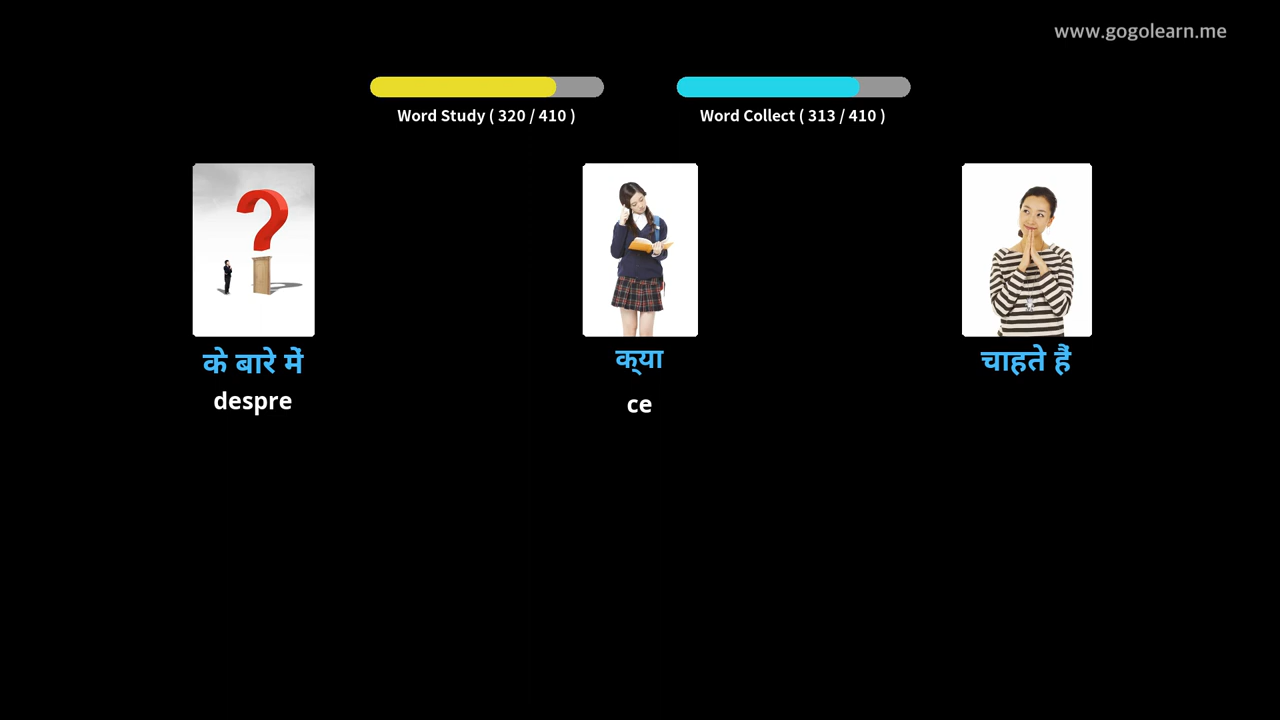 www.gogolearn.me
Word Study ( 320 / 410 )
Word Collect ( 313 / 410 )
के बारे में
क्या
चाहते हैं
despre
ce